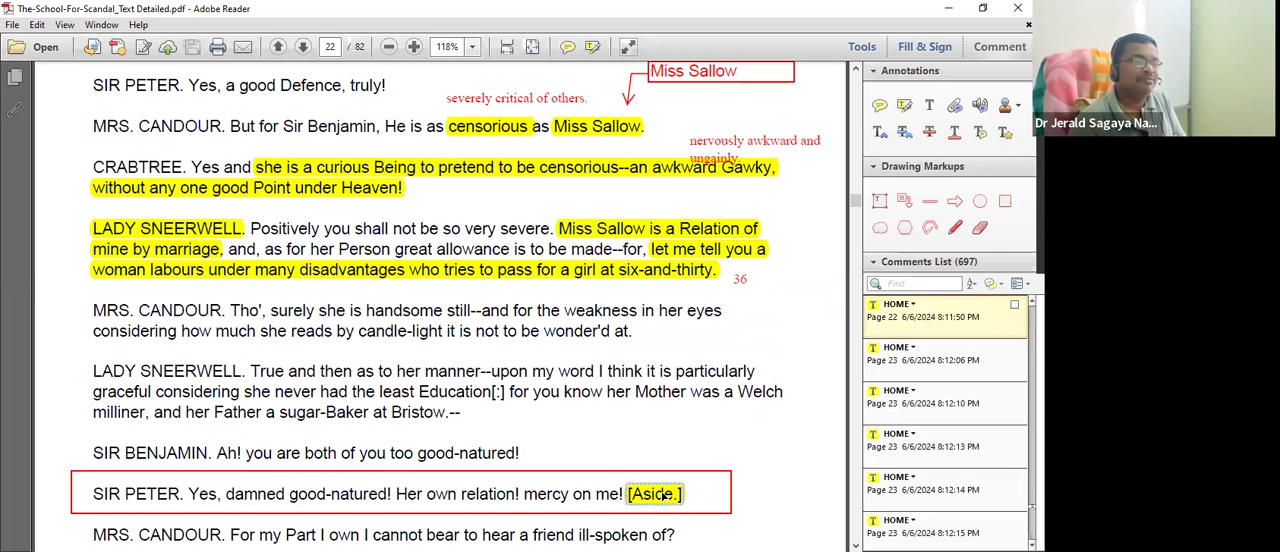 The-School-For-Scandal_Text Detailed.pdf - Adobe Reader
File Edit View Window Help
Open 22 / 82 118% Tools Fill & Sign Comment
Miss Sallow
SIR PETER. Yes, a good Defence, truly!
severely critical of others.
MRS. CANDOUR. But for Sir Benjamin, He is as censorious as Miss Sallow.
nervously awkward and
ungainly.
CRABTREE. Yes and she is a curious Being to pretend to be censorious--an awkward Gawky,
without any one good Point under Heaven!
LADY SNEERWELL. Positively you shall not be so very severe. Miss Sallow is a Relation of
mine by marriage, and, as for her Person great allowance is to be made--for, let me tell you a
woman labours under many disadvantages who tries to pass for a girl at six-and-thirty.
36
MRS. CANDOUR. Tho', surely she is handsome still--and for the weakness in her eyes
considering how much she reads by candle-light it is not to be wonder'd at.
LADY SNEERWELL. True and then as to her manner--upon my word I think it is particularly
graceful considering she never had the least Education[:] for you know her Mother was a Welch
milliner, and her Father a sugar-Baker at Bristow.--
SIR BENJAMIN. Ah! you are both of you too good-natured!
SIR PETER. Yes, damned good-natured! Her own relation! mercy on me! [Aside.]
MRS. CANDOUR. For my Part I own I cannot bear to hear a friend ill-spoken of?
Annotations
Drawing Markups
Comments List (697)
Find
HOME
Page 22 6/6/2024 8:11:50 PM
HOME
Page 23 6/6/2024 8:12:06 PM
HOME
Page 23 6/6/2024 8:12:10 PM
HOME
Page 23 6/6/2024 8:12:13 PM
HOME
Page 23 6/6/2024 8:12:14 PM
HOME
Page 23 6/6/2024 8:12:15 PM
Dr Jerald Sagaya Na...